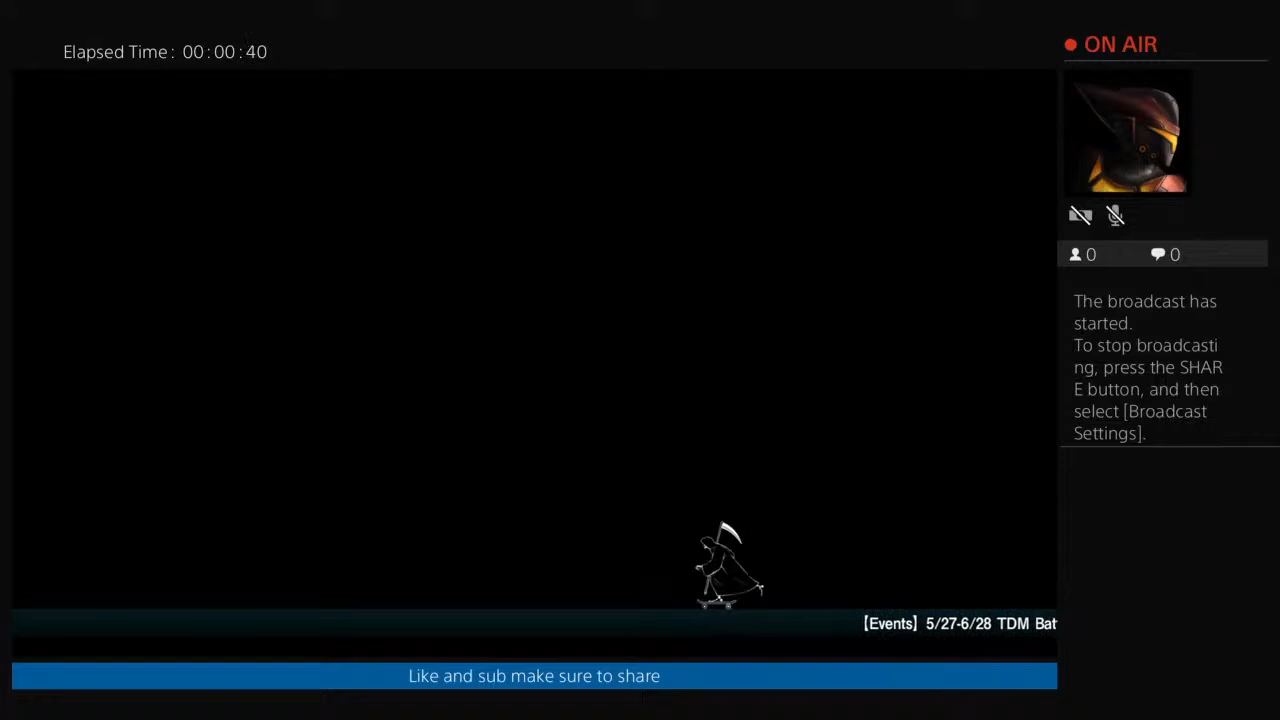 Elapsed Time: 00:00:40
ON AIR
0
0
The broadcast has
started.
To stop broadcasti
ng, press the SHAR
E button, and then
select [Broadcast
Settings].
【Events】 5/27-6/28 TDM Bat
Like and sub make sure to share